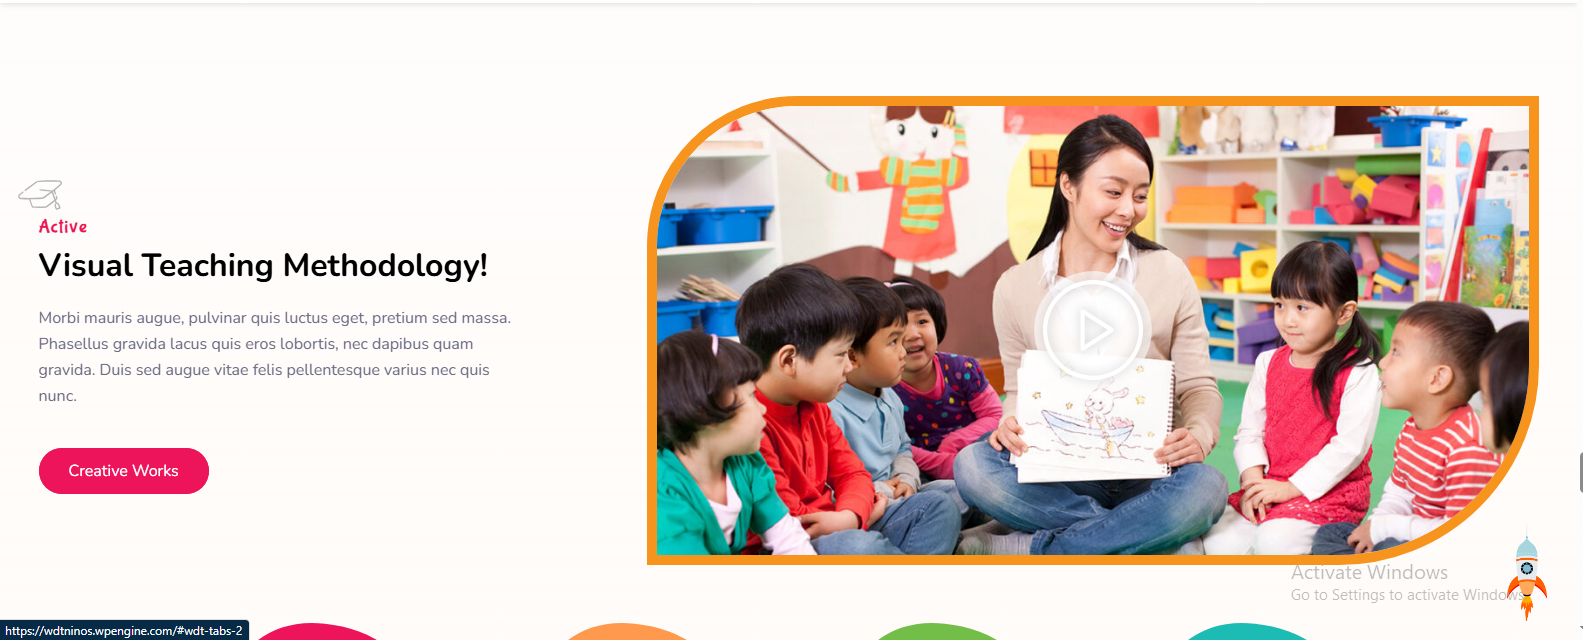 Active
Visual Teaching Methodology!
Morbi mauris augue, pulvinar quis luctus eget, pretium sed massa.
Phasellus gravida lacus quis eros lobortis, nec dapibus quam
gravida. Duis sed augue vitae felis pellentesque varius nec quis
nunc.
Creative Works
Activate Windows
Go to Settings to activate Windows.
https://wdtninos.wpengine.com/#wdt-tabs-2